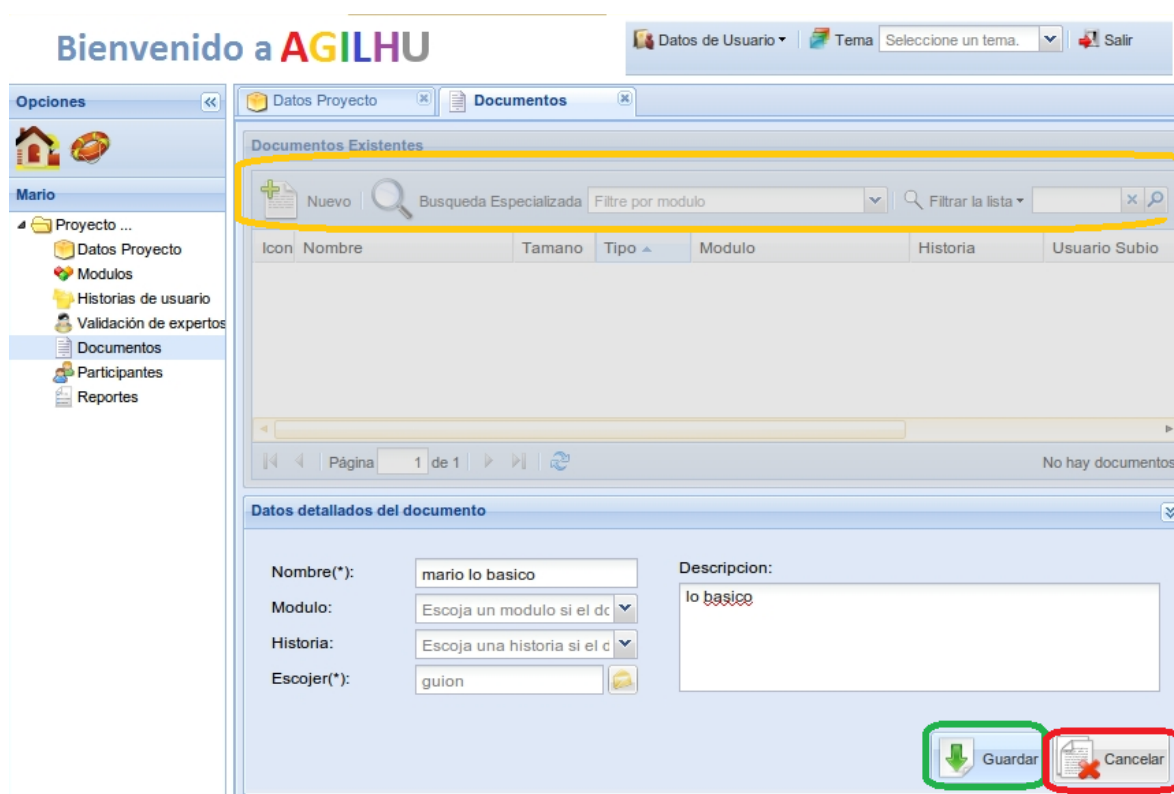 Bienvenido a AGILHU
Datos de Usuario Tema Seleccione un tema. Salir
Opciones
Mario
Proyecto ...
Datos Proyecto
Modulos
Historias de usuario
Validación de expertos
Documentos
Participantes
Reportes
Datos Proyecto Documentos
Documentos Existentes
Nuevo Busqueda Especializada Filtre por modulo Filtrar la lista
Icon Nombre Tamano Tipo Modulo Historia Usuario Subio
Página 1 de 1 No hay documentos
Datos detallados del documento
Nombre(*): mario lo basico
Modulo: Escoja un modulo si el dc
Historia: Escoja una historia si el d
Escojer(*): guion
Descripcion:
lo basico
Guardar Cancelar